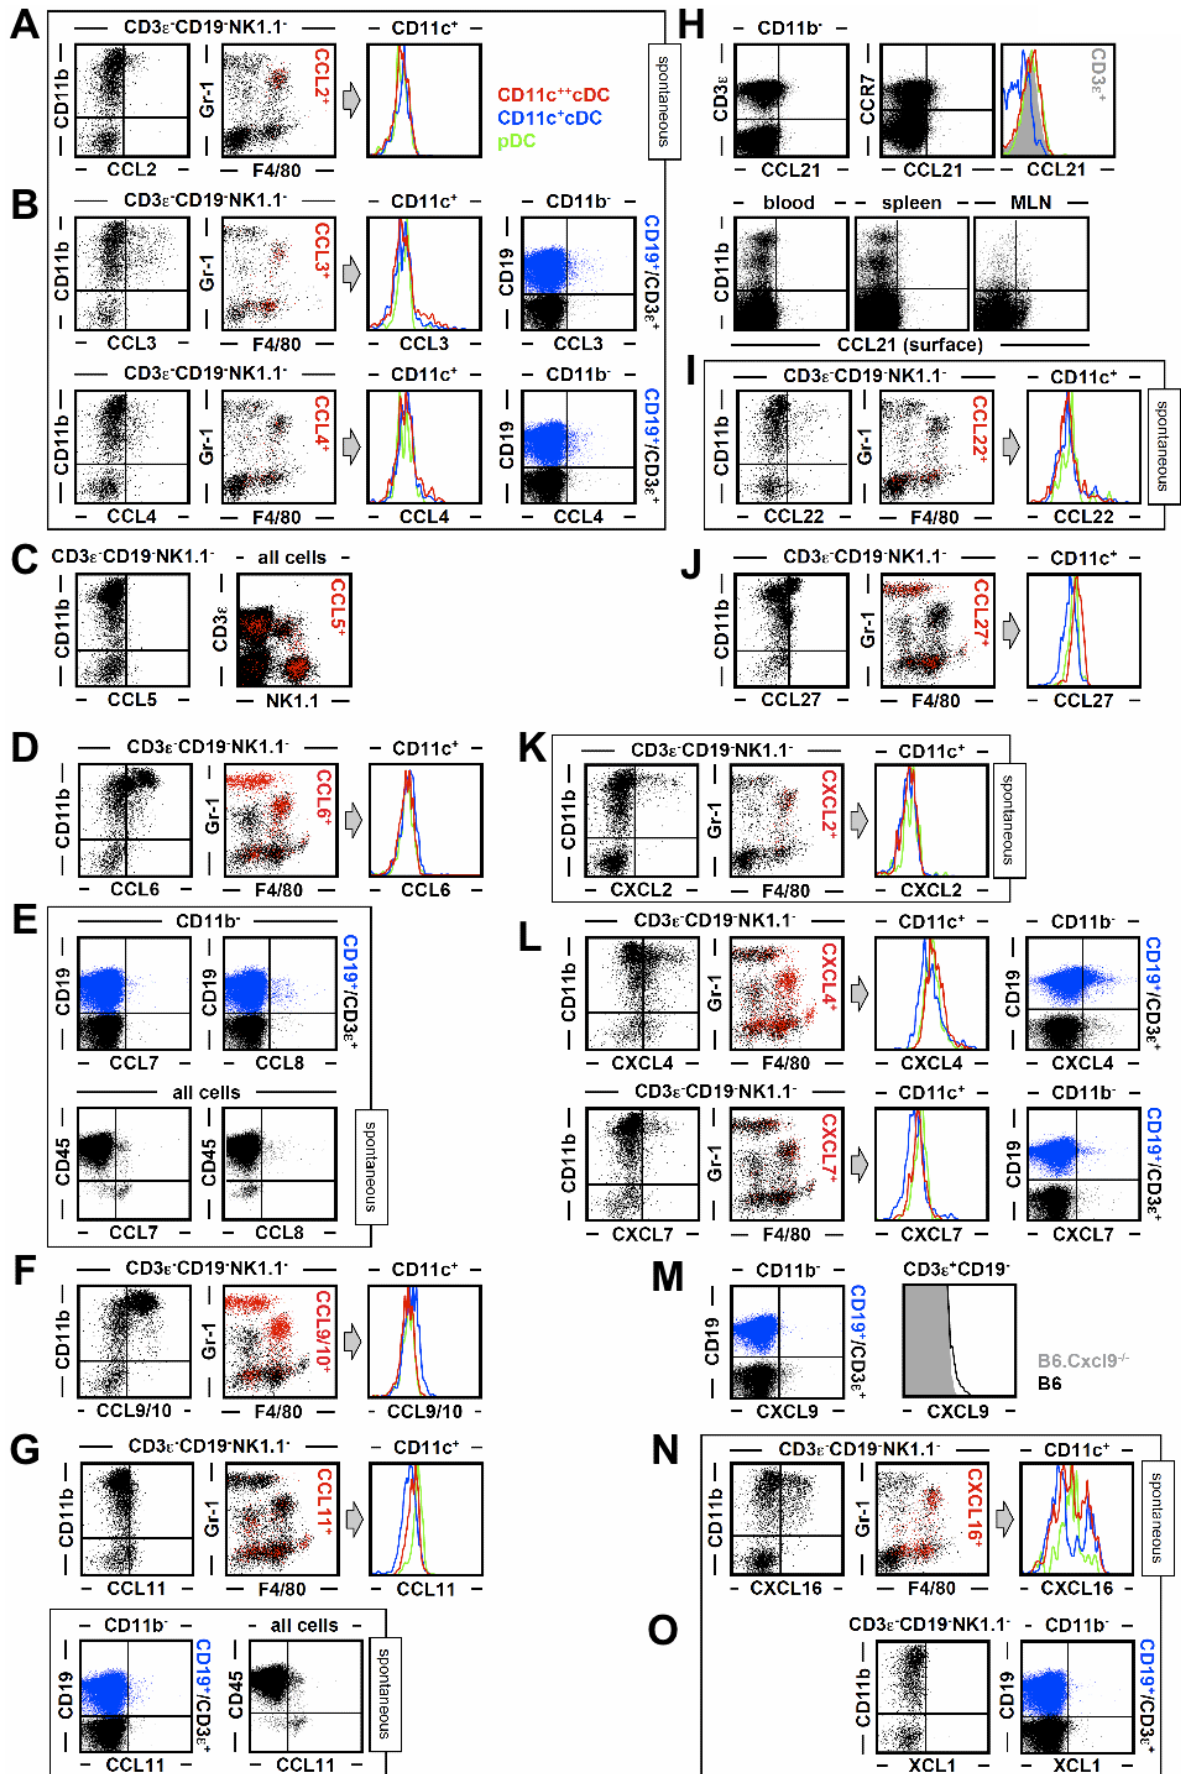 A
CD3ε-CD19-NK1.1-
CD11c+
CD11b
CCL2
Gr-1
F4/80
CCL2+
CD11c++cDC
CD11c+cDC
pDC
spontaneous
B
CD3ε-CD19-NK1.1-
CD11c+
CD11b-
CD11b
CCL3
Gr-1
F4/80
CCL3+
CCL3
CD19
CCL3
CD19+/CD3ε+
CD3ε-CD19-NK1.1-
CD11c+
CD11b-
CD11b
CCL4
Gr-1
F4/80
CCL4+
CCL4
CD19
CCL4
CD19+/CD3ε+
C
CD3ε-CD19-NK1.1-
all cells
CD11b
CCL5
CD3ε
NK1.1
CCL5+
D
CD3ε-CD19-NK1.1-
CD11c+
CD11b
CCL6
Gr-1
F4/80
CCL6+
CCL6
E
CD11b-
CD19
CCL7
CD19
CCL8
CD19+/CD3ε+
all cells
CD45
CCL7
CD45
CCL8
spontaneous
F
CD3ε-CD19-NK1.1-
CD11c+
CD11b
CCL9/10
Gr-1
F4/80
CCL9/10+
CCL9/10
G
CD3ε-CD19-NK1.1-
CD11c+
CD11b
CCL11
Gr-1
F4/80
CCL11+
CCL11
CD11b-
all cells
CD19
CCL11
CD19+/CD3ε+
CD45
CCL11
spontaneous
H
CD11b-
CD3ε
CCL21
CCR7
CCL21
CD3ε+
CCL21
blood
spleen
MLN
CD11b
CCL21 (surface)
I
CD3ε-CD19-NK1.1-
CD11c+
CD11b
CCL22
Gr-1
F4/80
CCL22+
CCL22
spontaneous
J
CD3ε-CD19-NK1.1-
CD11c+
CD11b
CCL27
Gr-1
F4/80
CCL27+
CCL27
K
CD3ε-CD19-NK1.1-
CD11c+
CD11b
CXCL2
Gr-1
F4/80
CXCL2+
CXCL2
spontaneous
L
CD3ε-CD19-NK1.1-
CD11c+
CD11b-
CD11b
CXCL4
Gr-1
F4/80
CXCL4+
CXCL4
CD19
CXCL4
CD19+/CD3ε+
CD3ε-CD19-NK1.1-
CD11c+
CD11b-
CD11b
CXCL7
Gr-1
F4/80
CXCL7+
CXCL7
CD19
CXCL7
CD19+/CD3ε+
M
CD11b-
CD3ε+CD19-
CD19
CXCL9
CD19+/CD3ε+
CXCL9
B6.Cxcl9-/-
B6
N
CD3ε-CD19-NK1.1-
CD11c+
CD11b
CXCL16
Gr-1
F4/80
CXCL16+
CXCL16
spontaneous
O
CD3ε-CD19-NK1.1-
CD11b-
CD11b
XCL1
CD19
XCL1
CD19+/CD3ε+